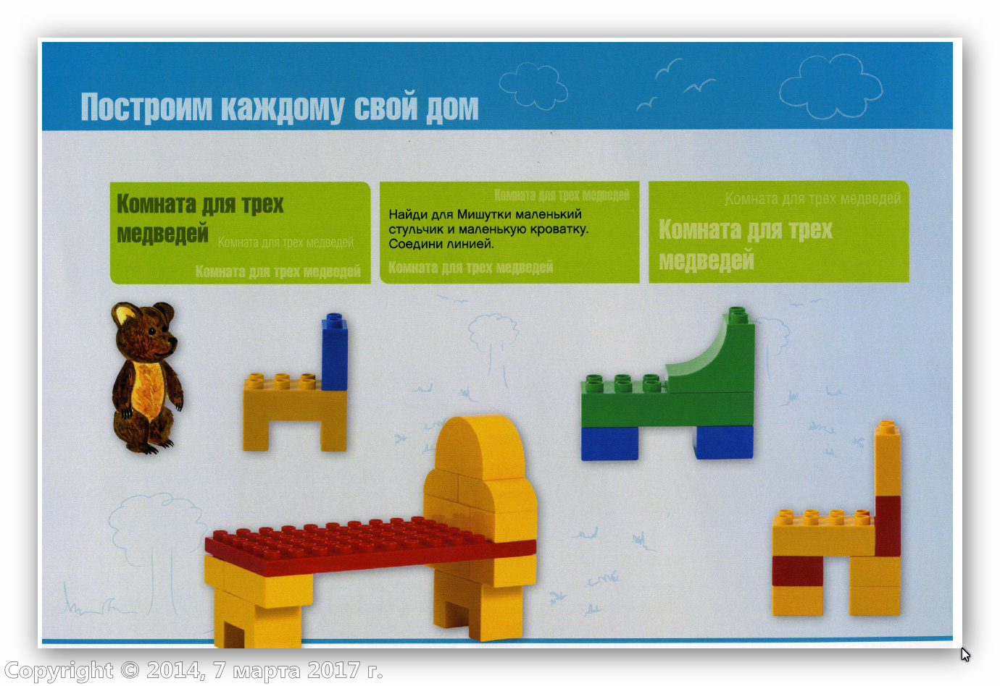 Построим каждому свой дом
Комната для трех
медведей
Комната для трех медведей
Комната для трех медведей
Комната для трех медведей
Найди для Мишутки маленький
стульчик и маленькую кроватку.
Соедини линией.
Комната для трех медведей
Комната для трех медведей
Комната для трех
медведей
Copyright © 2014, 7 марта 2017 г.